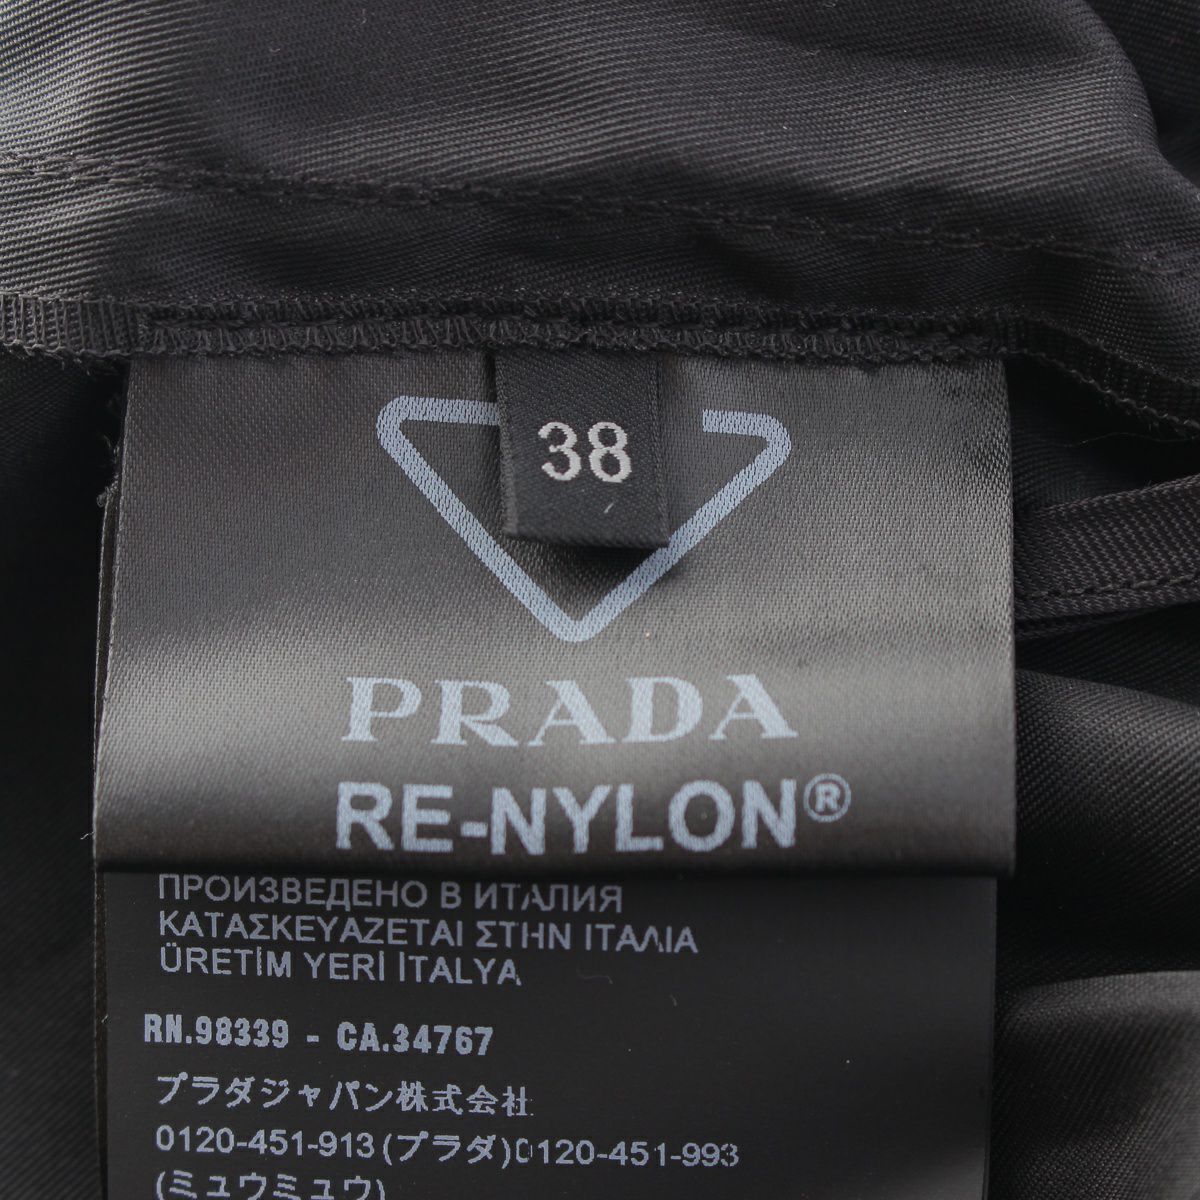 38
PRADA
RE-NYLON®
ПРОИЗВЕДЕНО В ИТАЛИЯ
ΚΑΤΑΣΚΕΥΑΖΕΤΑΙ ΣΤΗΝ ΙΤΑΛΙΑ
ÜRETİM YERİ İTALYA
RN.98339 - CA.34767
プラダジャパン株式会社
0120-451-913(プラダ)0120-451-993
(ミュウミュウ)